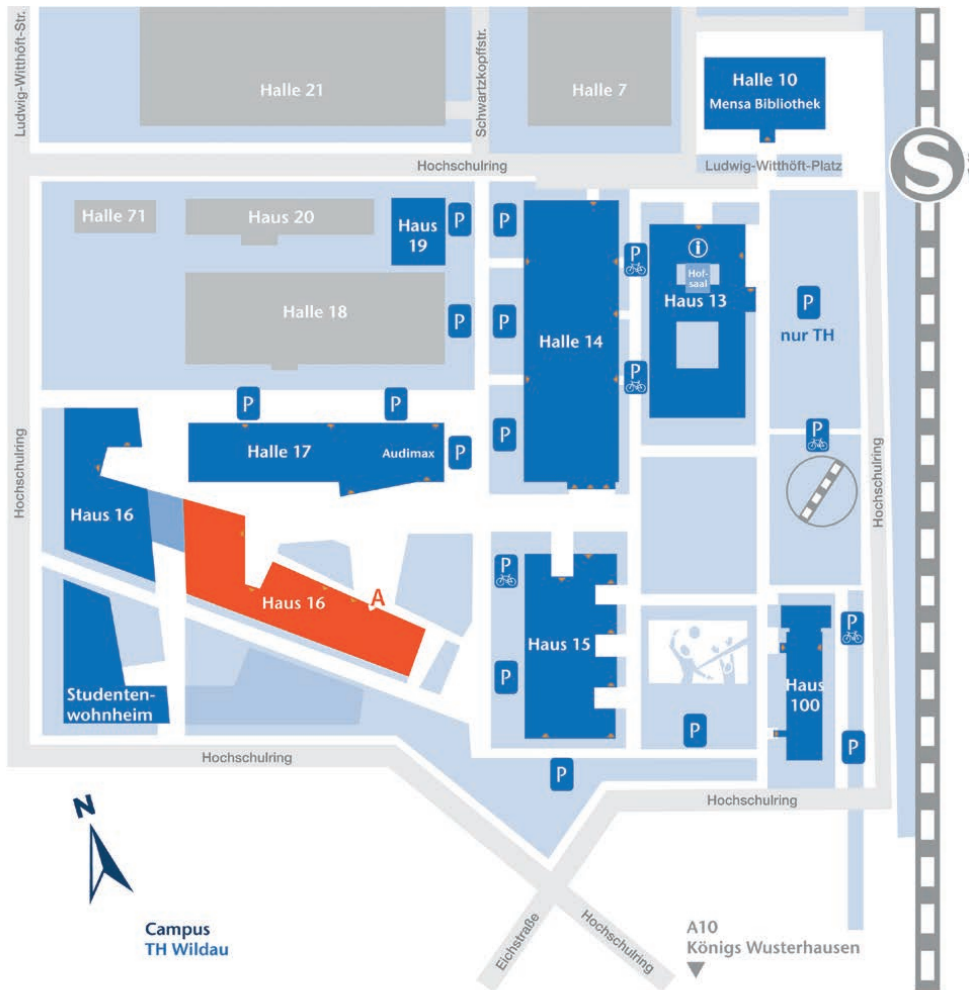 Ludwig-Witthöft-Str.
Halle 21
Schwartzkopffstr.
Halle 7
Halle 10
Mensa Bibliothek
S
Hochschulring
Ludwig-Witthöft-Platz
Halle 71
Haus 20
Haus
19
P
P
P
i
Hof-
saal
Haus 13
Halle 18
P
P
Halle 14
P
nur TH
P
P
P
P
Halle 17
Audimax
P
P
Hochschulring
Haus 16
Hochschulring
P
Haus 16
A
P
Haus 15
P
Haus
100
P
Studenten-
wohnheim
P
P
P
Hochschulring
P
Hochschulring
N
Campus
TH Wildau
Eichstraße
Hochschulring
A10
Königs Wusterhausen